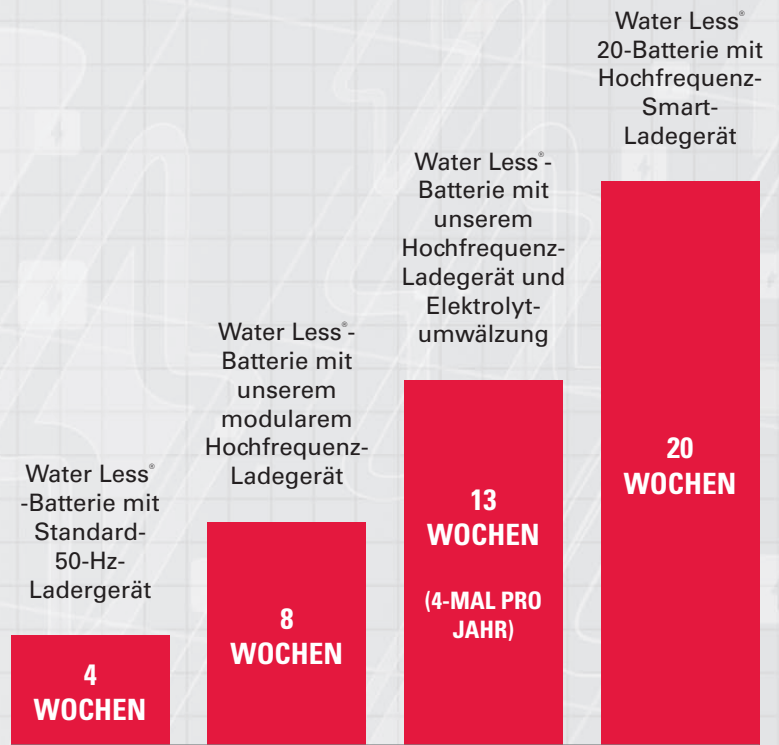 Water Less®
-Batterie mit
Standard-
50-Hz-
Ladergerät
4
WOCHEN
Water Less®-
Batterie mit
unserem
modularem
Hochfrequenz-
Ladegerät
8
WOCHEN
Water Less®-
Batterie mit
unserem
Hochfrequenz-
Ladegerät und
Elektrolyt-
umwälzung
13
WOCHEN
(4-MAL PRO
JAHR)
Water Less®
20-Batterie mit
Hochfrequenz-
Smart-
Ladegerät
20
WOCHEN